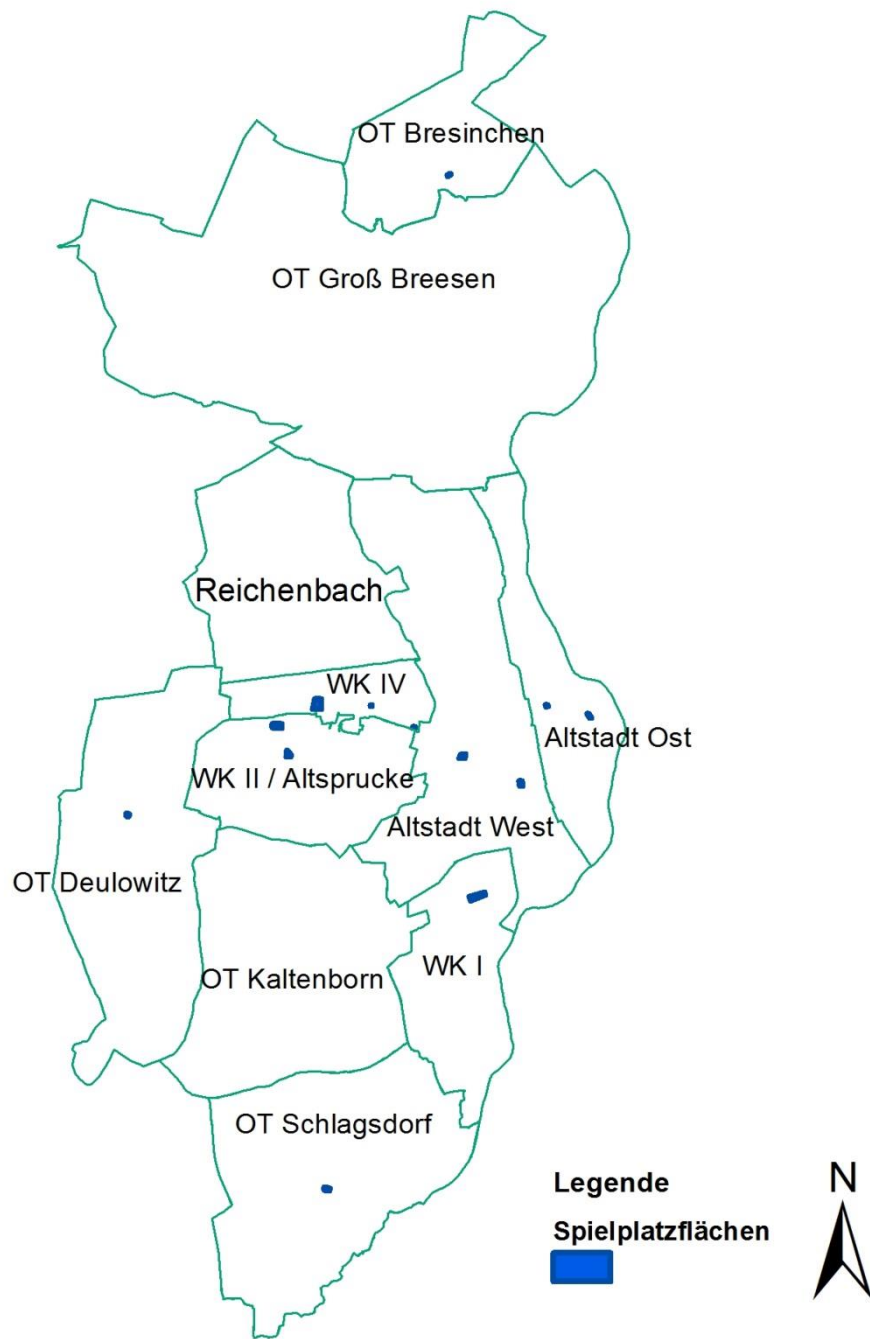 OT Bresinchen
OT Groß Breesen
Reichenbach
WK IV
Altstadt Ost
WK II / Altsprucke
Altstadt West
OT Deulowitz
WK I
OT Kaltenborn
OT Schlagsdorf
Legende
N
Spielplatzflächen